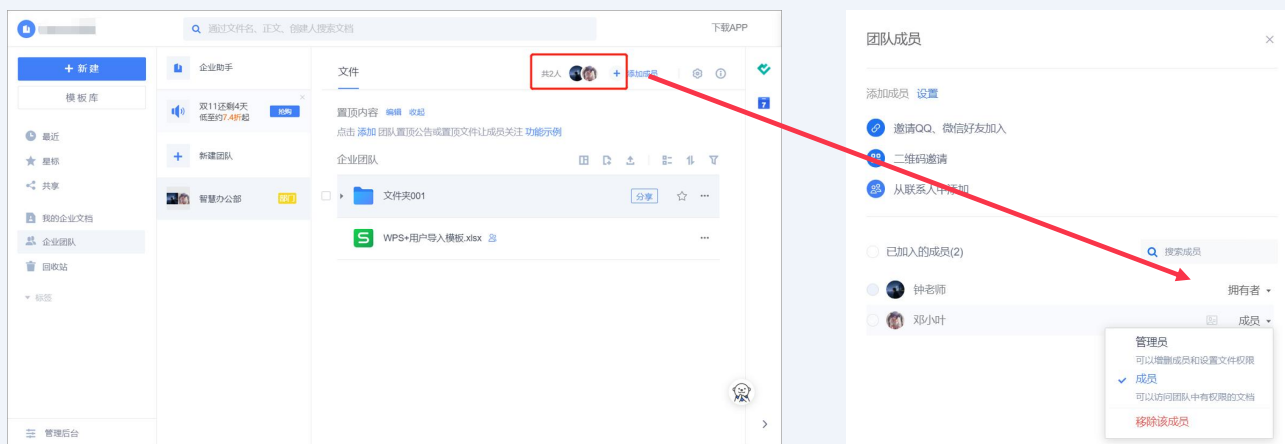 通过文件名、正文、创建人搜索文档
下载APP
+ 新建
模板库
最近
星标
共享
我的企业文档
企业团队
回收站
标签
管理后台
企业助手
双11还剩4天
低至约7.4折起
抢购
新建团队
智慧办公部
部门
文件
共2人
+ 添加成员
置顶内容 编辑 收起
点击 添加 团队置顶公告或置顶文件让成员关注 功能示例
企业团队
文件夹001
分享
WPS+用户导入模板.xlsx
7
团队成员
添加成员 设置
邀请QQ、微信好友加入
二维码邀请
从联系人中添加
已加入的成员(2)
搜索成员
钟老师
拥有者
邓小叶
成员
管理员
可以增删成员和设置文件权限
成员
可以访问团队中有权限的文档
移除该成员